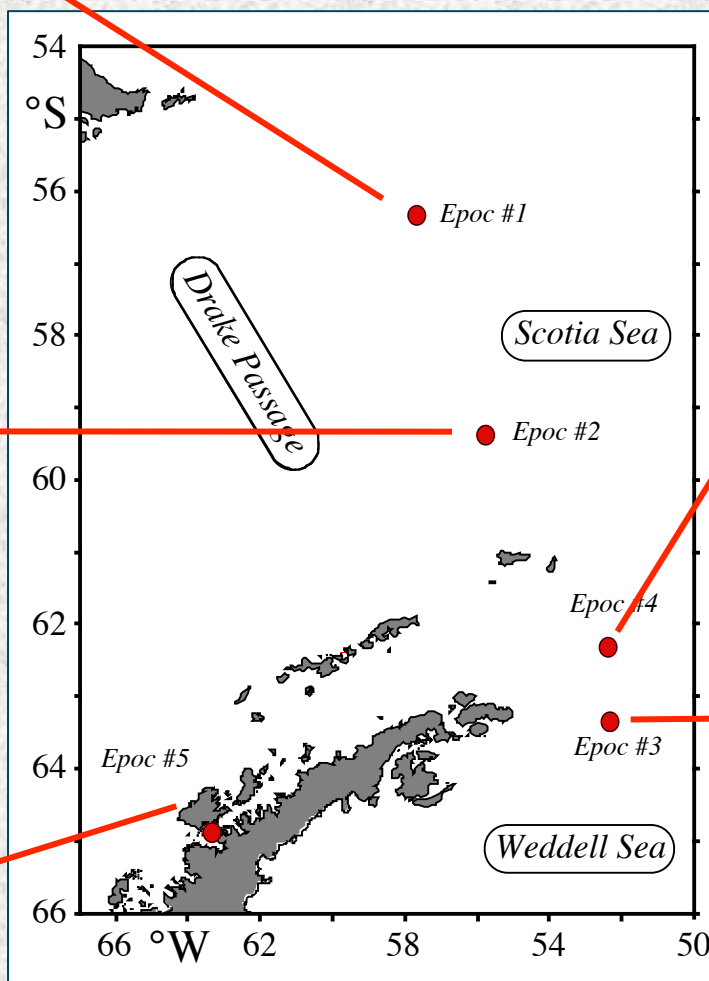 54
°S
56
Epoc #1
Drake Passage
58
Scotia Sea
Epoc #2
60
Epoc #4
62
Epoc #3
Epoc #5
64
Weddell Sea
66
66 °W 62 58 54 50